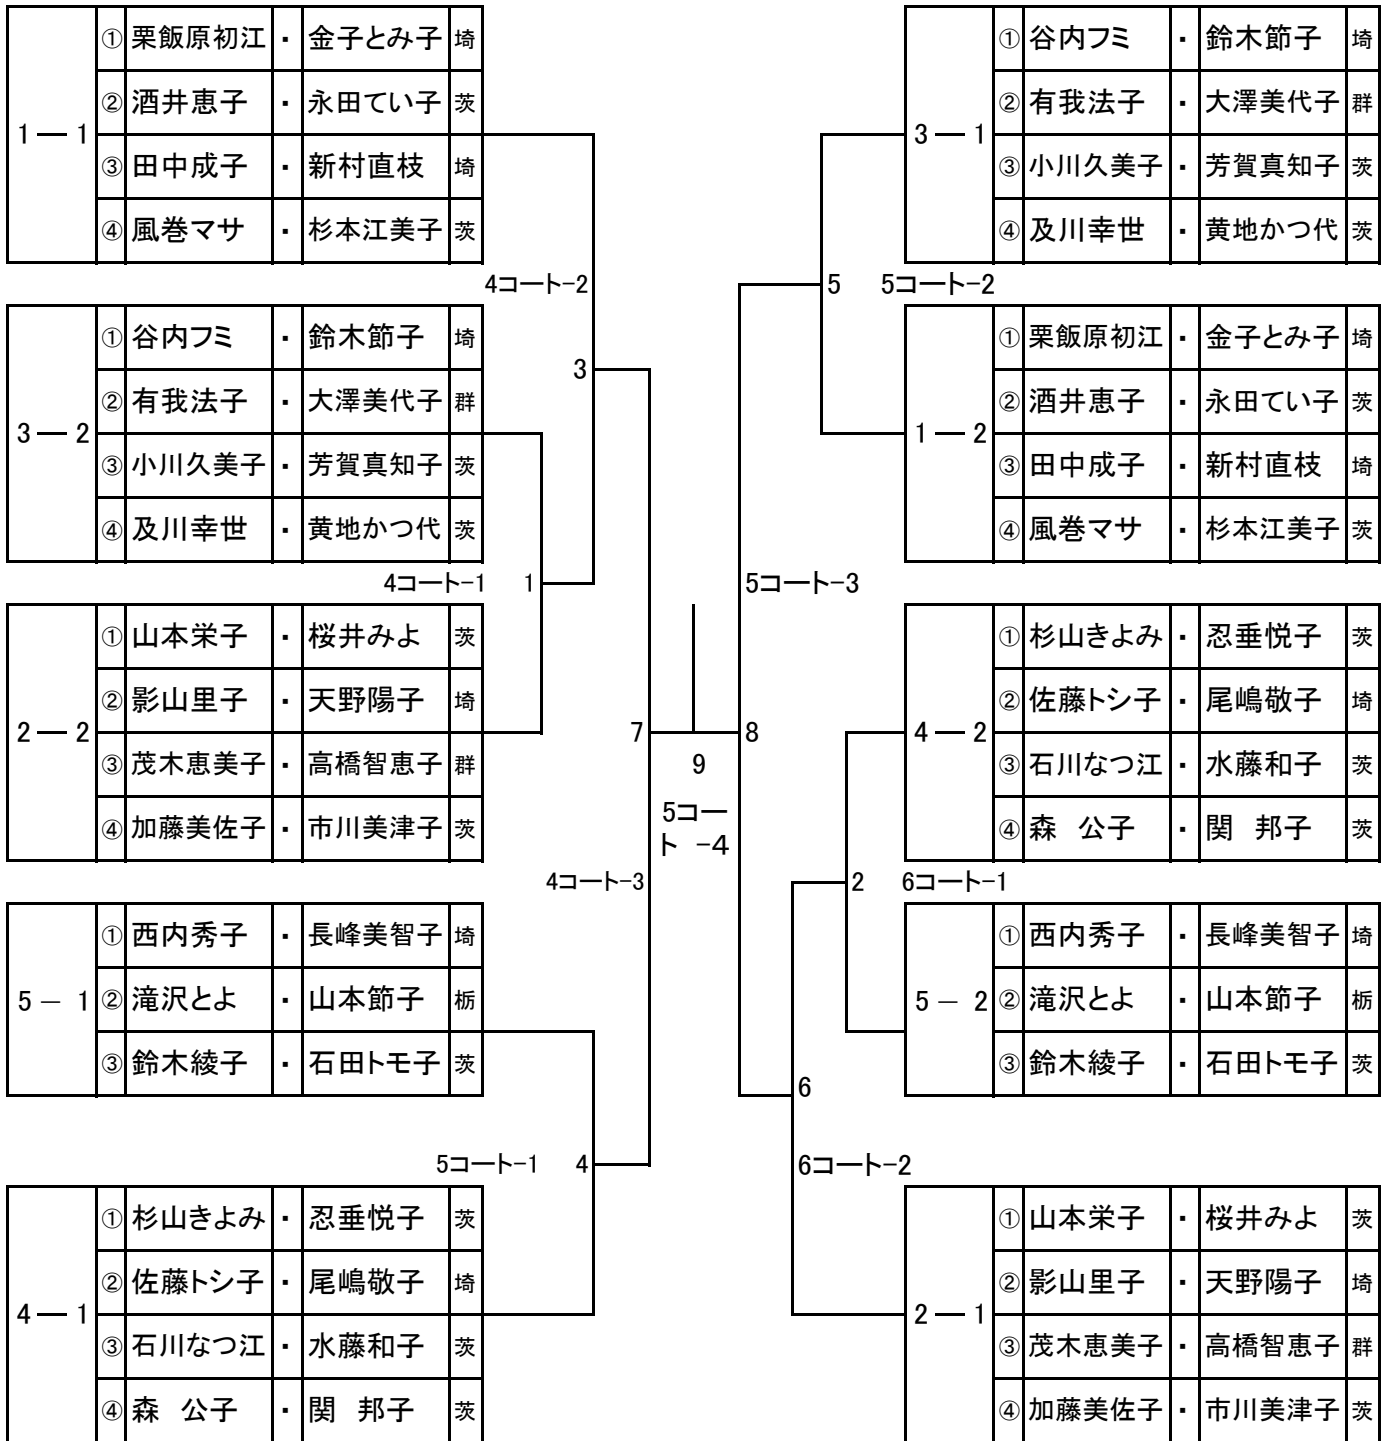 1 ― 1
① 栗飯原初江 ・ 金子とみ子 埼
② 酒井恵子 ・ 永田てい子 茨
③ 田中成子 ・ 新村直枝 埼
④ 風巻マサ ・ 杉本江美子 茨
4コート-2
3
3 ― 2
① 谷内フミ ・ 鈴木節子 埼
② 有我法子 ・ 大澤美代子 群
③ 小川久美子 ・ 芳賀真知子 茨
④ 及川幸世 ・ 黄地かつ代 茨
4コート-1 1
2 ― 2
① 山本栄子 ・ 桜井みよ 茨
② 影山里子 ・ 天野陽子 埼
③ 茂木恵美子 ・ 高橋智恵子 群
④ 加藤美佐子 ・ 市川美津子 茨
7
4コート-3
5 － 1
① 西内秀子 ・ 長峰美智子 埼
② 滝沢とよ ・ 山本節子 栃
③ 鈴木綾子 ・ 石田トモ子 茨
5コート-1 4
4 ― 1
① 杉山きよみ ・ 忍垂悦子 茨
② 佐藤トシ子 ・ 尾嶋敬子 埼
③ 石川なつ江 ・ 水藤和子 茨
④ 森 公子 ・ 関 邦子 茨
9
5コー
ト -4
3 ― 1
① 谷内フミ ・ 鈴木節子 埼
② 有我法子 ・ 大澤美代子 群
③ 小川久美子 ・ 芳賀真知子 茨
④ 及川幸世 ・ 黄地かつ代 茨
5 5コート-2
1 ― 2
① 栗飯原初江 ・ 金子とみ子 埼
② 酒井恵子 ・ 永田てい子 茨
③ 田中成子 ・ 新村直枝 埼
④ 風巻マサ ・ 杉本江美子 茨
5コート-3
8
4 ― 2
① 杉山きよみ ・ 忍垂悦子 茨
② 佐藤トシ子 ・ 尾嶋敬子 埼
③ 石川なつ江 ・ 水藤和子 茨
④ 森 公子 ・ 関 邦子 茨
2 6コート-1
5 － 2
① 西内秀子 ・ 長峰美智子 埼
② 滝沢とよ ・ 山本節子 栃
③ 鈴木綾子 ・ 石田トモ子 茨
6
6コート-2
2 ― 1
① 山本栄子 ・ 桜井みよ 茨
② 影山里子 ・ 天野陽子 埼
③ 茂木恵美子 ・ 高橋智恵子 群
④ 加藤美佐子 ・ 市川美津子 茨